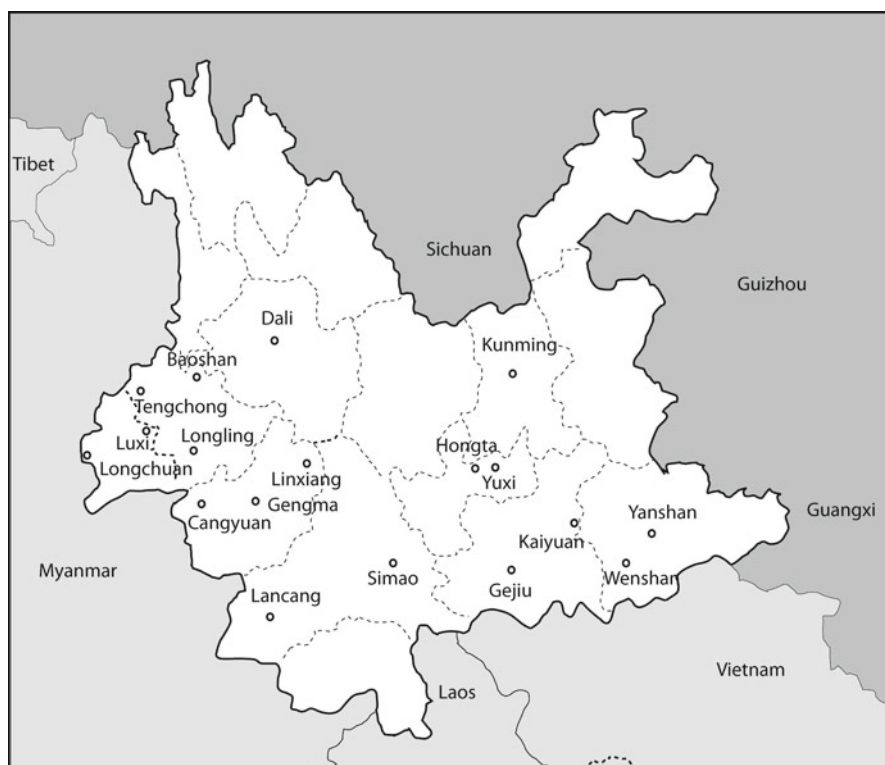 Tibet
Sichuan
Guizhou
Dali
Kunming
Baoshan
Tengchong
Luxi
Longling
Longchuan
Hongta
Yuxi
Linxiang
Gengma
Cangyuan
Yanshan
Guangxi
Kaiyuan
Myanmar
Simao
Gejiu
Wenshan
Lancang
Laos
Vietnam